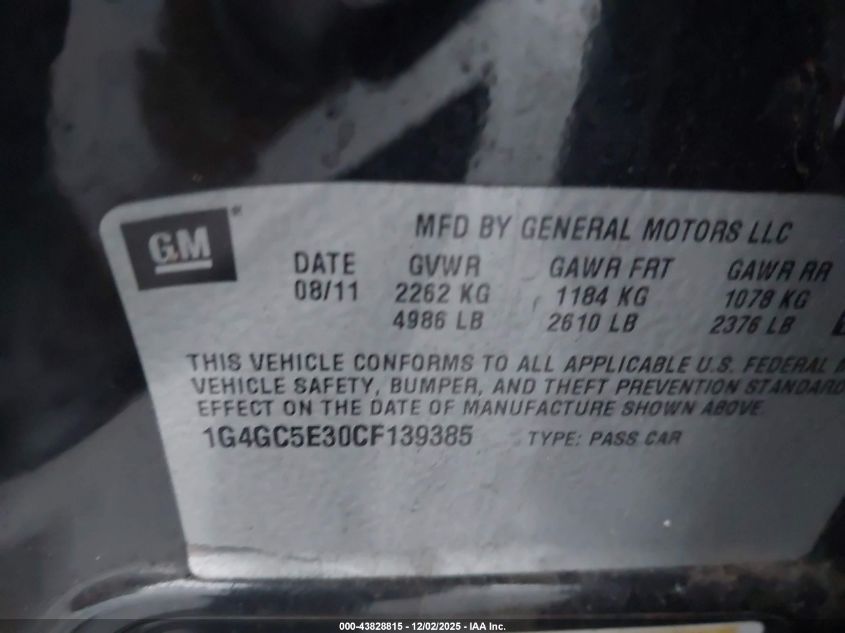 GM®
MFD BY GENERAL MOTORS LLC
DATE GVWR GAWR FRT GAWR RR
08/11 2262 KG 1184 KG 1078 KG
4986 LB 2610 LB 2376 LB
THIS VEHICLE CONFORMS TO ALL APPLICABLE U.S. FEDERAL
VEHICLE SAFETY, BUMPER, AND THEFT PREVENTION STANDARD
EFFECT ON THE DATE OF MANUFACTURE SHOWN ABOVE.
1G4GC5E30CF139385 TYPE: PASS CAR
000-43828815 - 12/02/2025 - IAA Inc.